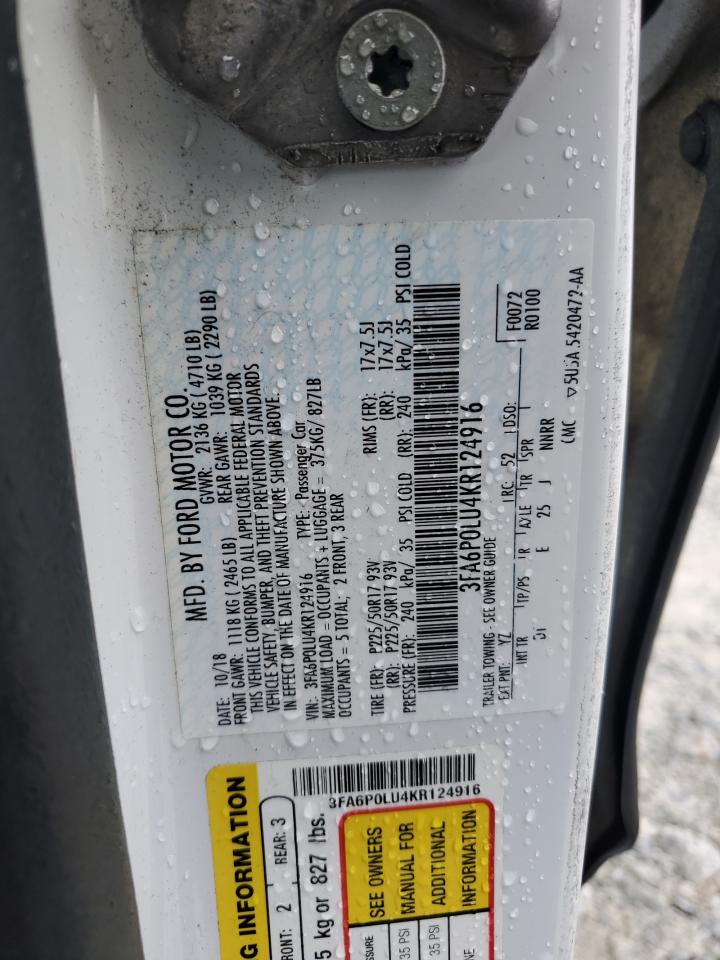 MFD. BY FORD MOTOR CO.
DATE: 10/18 GVWR: 2136 KG ( 4710 LB)
FRONT GAWR: 1118 KG ( 2465 LB) REAR GAWR: 1039 KG ( 2290 LB)
THIS VEHICLE CONFORMS TO ALL APPLICABLE FEDERAL MOTOR
VEHICLE SAFETY, BUMPER, AND THEFT PREVENTION STANDARDS
IN EFFECT ON THE DATE OF MANUFACTURE SHOWN ABOVE.
VIN: 3FA6P0LU4KR124916 TYPE: Passenger Car
MAXIMUM LOAD = OCCUPANTS + LUGGAGE = 375KG/ 827LB
OCCUPANTS = 5 TOTAL; 2 FRONT, 3 REAR
TIRE (FR): P225/50R17 93V RIMS (FR): 17x7.5J
(RR): P225/50R17 93V (RR): 17x7.5J
PRESSURE (FR): 240 kPa/ 35 PSI COLD (RR): 240 kPa/ 35 PSI COLD
3FA6P0LU4KR124916
TRAILER TOWING - SEE OWNER GUIDE
EXT PNT: YZ RC: 52 DSO: F0072
R0100
INT TR TP/PS R AXLE TR SPR
E 25 J NNRR
CMC ▽5U5A 5420472-AA
3FA6P0LU4KR124916
G INFORMATION
FRONT: 2 REAR: 3
5 kg or 827 lbs.
SEE OWNERS
MANUAL FOR
ADDITIONAL
INFORMATION
35 PSI
35 PSI